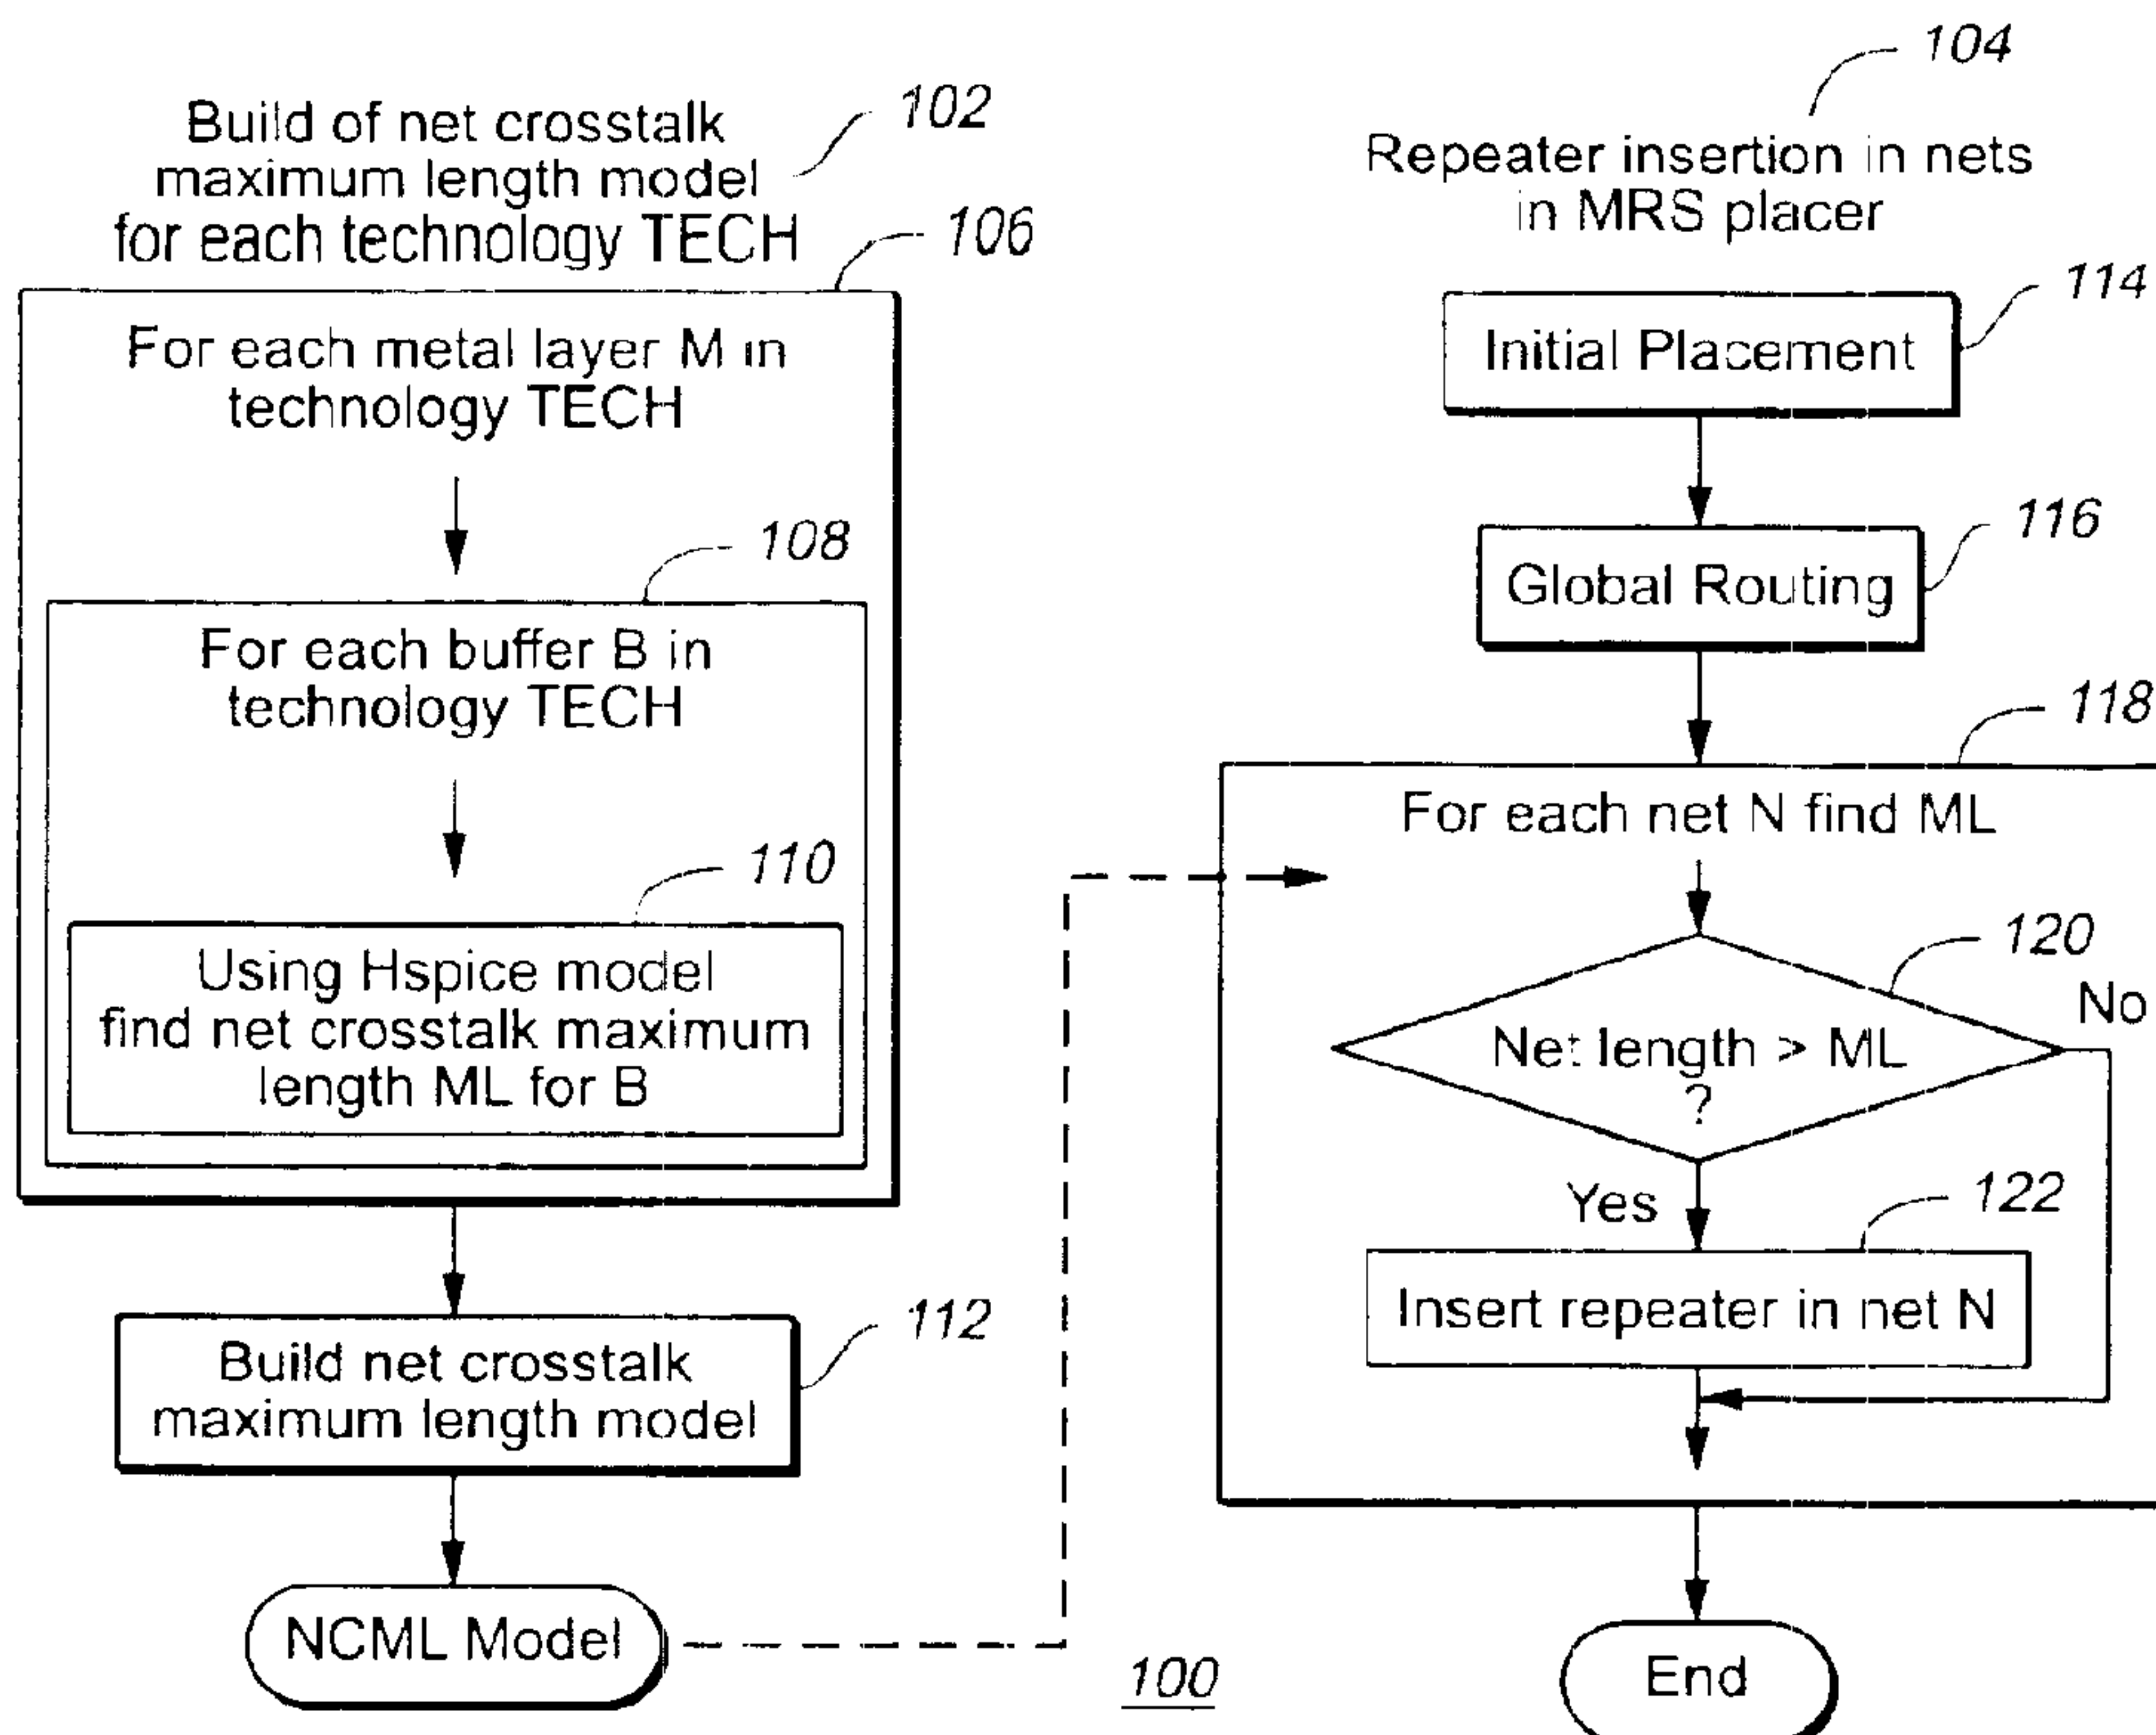 Build of net crosstalk
maximum length model
for each technology TECH
102
106
For each metal layer M in
technology TECH
108
For each buffer B in
technology TECH
110
Using Hspice model
find net crosstalk maximum
length ML for B
112
Build net crosstalk
maximum length model
NCML Model
100
104
Repeater insertion in nets
in MRS placer
114
Initial Placement
116
Global Routing
118
For each net N find ML
120
No
Net length > ML
?
Yes
122
Insert repeater in net N
End